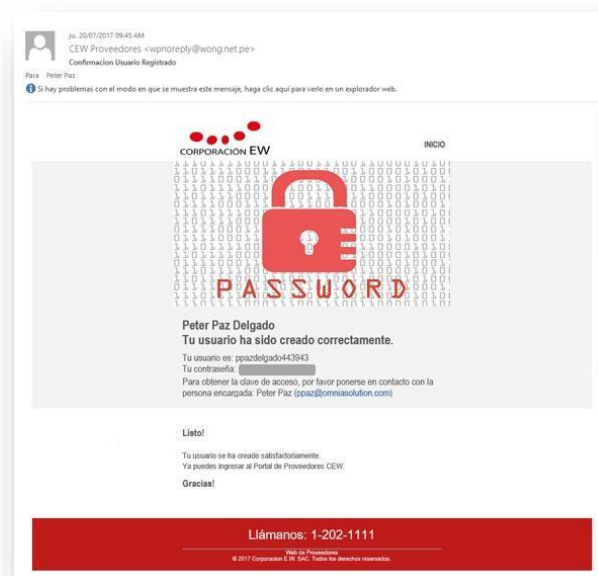 ju. 20/07/2017 09:45 AM
CEW Proveedores <wpnoreply@wong.net.pe>
Confirmacion Usuario Registrado
Para Peter Paz
Si hay problemas con el modo en que se muestra este mensaje, haga clic aquí para verlo en un explorador web.
CORPORACIÓN EW
INICIO
PASSWORD
Peter Paz Delgado
Tu usuario ha sido creado correctamente.
Tu usuario es: ppazdelgado443943
Tu contraseña:
Para obtener la clave de acceso, por favor ponerse en contacto con la
persona encargada: Peter Paz (ppaz@omniasolution.com)
Listo!
Tu usuario se ha creado satisfactoriamente.
Ya puedes ingresar al Portal de Proveedores CEW.
Gracias!
Llámanos: 1-202-1111
Web de Proveedores
© 2017 Corporacion E.W. SAC. Todos los derechos reservados.